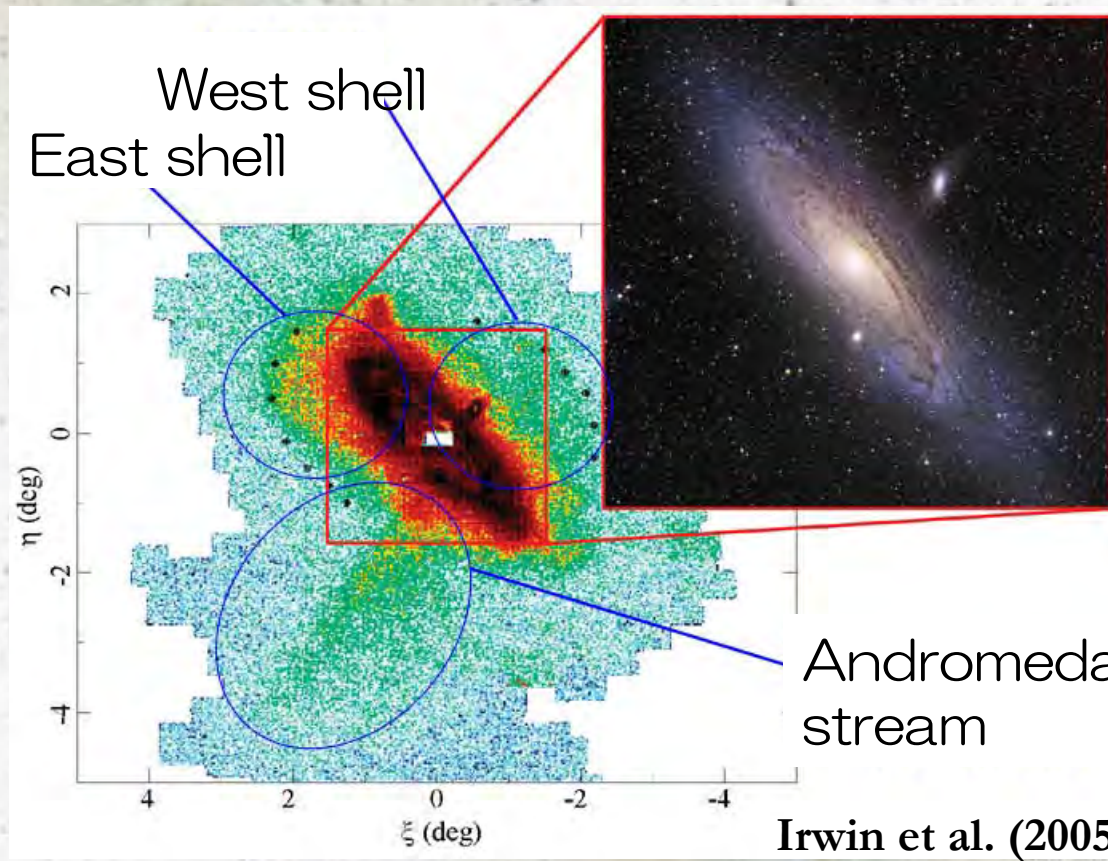 West shell
East shell
2
0
-2
-4
η (deg)
4
2
0
-2
-4
ξ (deg)
Andromeda
stream
Irwin et al. (2005